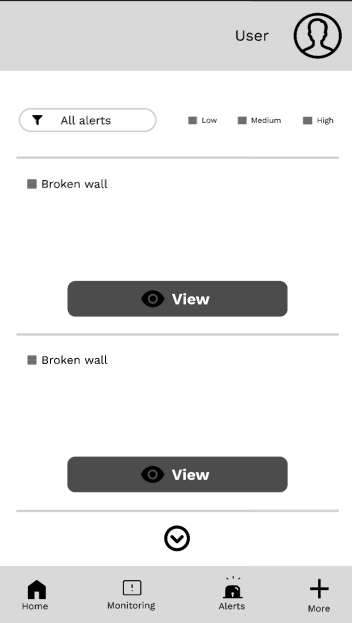 User
All alerts
Low
Medium
High
Broken wall
View
Broken wall
View
Home
Monitoring
Alerts
More